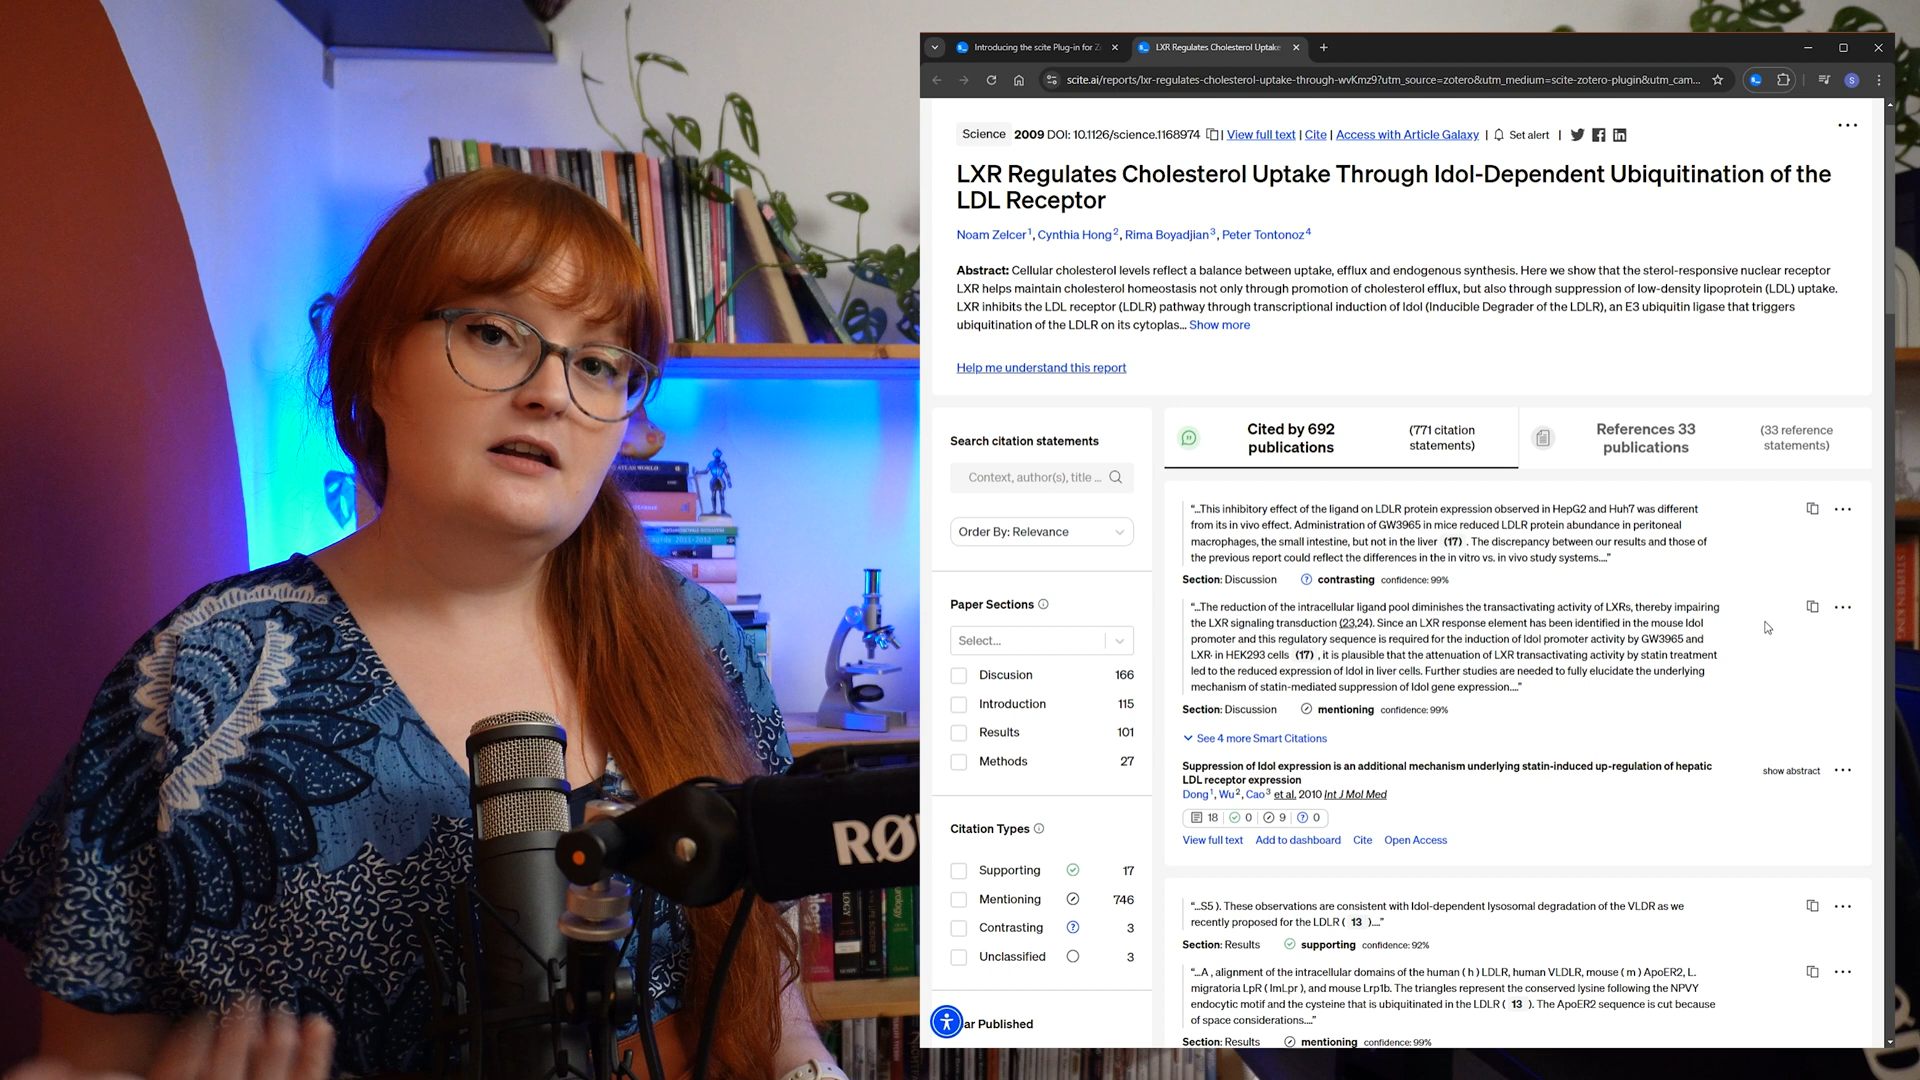 Introducing the scite Plug-in for Z
LXR Regulates Cholesterol Uptake
scite.ai/reports/lxr-regulates-cholesterol-uptake-through-wvKmz9?utm_source=zotero&utm_medium=scite-zotero-plugin&utm_cam...
S
Science 2009 DOI: 10.1126/science.1168974 | View full text | Cite | Access with Article Galaxy | Set alert |
LXR Regulates Cholesterol Uptake Through Idol-Dependent Ubiquitination of the
LDL Receptor
Noam Zelcer1, Cynthia Hong2, Rima Boyadjian3, Peter Tontonoz4
Abstract: Cellular cholesterol levels reflect a balance between uptake, efflux and endogenous synthesis. Here we show that the sterol-responsive nuclear receptor
LXR helps maintain cholesterol homeostasis not only through promotion of cholesterol efflux, but also through suppression of low-density lipoprotein (LDL) uptake.
LXR inhibits the LDL receptor (LDLR) pathway through transcriptional induction of Idol (Inducible Degrader of the LDLR), an E3 ubiquitin ligase that triggers
ubiquitination of the LDLR on its cytoplas... Show more
Help me understand this report
Search citation statements
Context, author(s), title ...
Order By: Relevance
Paper Sections
Select...
Discusion 166
Introduction 115
Results 101
Methods 27
Citation Types
Supporting 17
Mentioning 746
Contrasting 3
Unclassified 3
ar Published
Cited by 692
publications
(771 citation
statements)
References 33
publications
(33 reference
statements)
"...This inhibitory effect of the ligand on LDLR protein expression observed in HepG2 and Huh7 was different
from its in vivo effect. Administration of GW3965 in mice reduced LDLR protein abundance in peritoneal
macrophages, the small intestine, but not in the liver (17) . The discrepancy between our results and those of
the previous report could reflect the differences in the in vitro vs. in vivo study systems...."
Section: Discussion contrasting confidence: 99%
"...The reduction of the intracellular ligand pool diminishes the transactivating activity of LXRs, thereby impairing
the LXR signaling transduction (23,24). Since an LXR response element has been identified in the mouse Idol
promoter and this regulatory sequence is required for the induction of Idol promoter activity by GW3965 and
LXR· in HEK293 cells (17) , it is plausible that the attenuation of LXR transactivating activity by statin treatment
led to the reduced expression of Idol in liver cells. Further studies are needed to fully elucidate the underlying
mechanism of statin-mediated suppression of Idol gene expression...."
Section: Discussion mentioning confidence: 99%
See 4 more Smart Citations
Suppression of Idol expression is an additional mechanism underlying statin-induced up-regulation of hepatic
LDL receptor expression
show abstract
Dong1, Wu2, Cao3 et al. 2010 Int J Mol Med
18 0 9 0
View full text Add to dashboard Cite Open Access
"...S5 ). These observations are consistent with Idol-dependent lysosomal degradation of the VLDR as we
recently proposed for the LDLR ( 13 )...."
Section: Results supporting confidence: 92%
"...A , alignment of the intracellular domains of the human ( h ) LDLR, human VLDLR, mouse ( m ) ApoER2, L.
migratoria LpR ( lmLpr ), and mouse Lrp1b. The triangles represent the conserved lysine following the NPVY
endocytic motif and the cysteine that is ubiquitinated in the LDLR ( 13 ). The ApoER2 sequence is cut because
of space considerations...."
Section: Results mentioning confidence: 99%
ATLAS WORLD
2011-2012
RØ